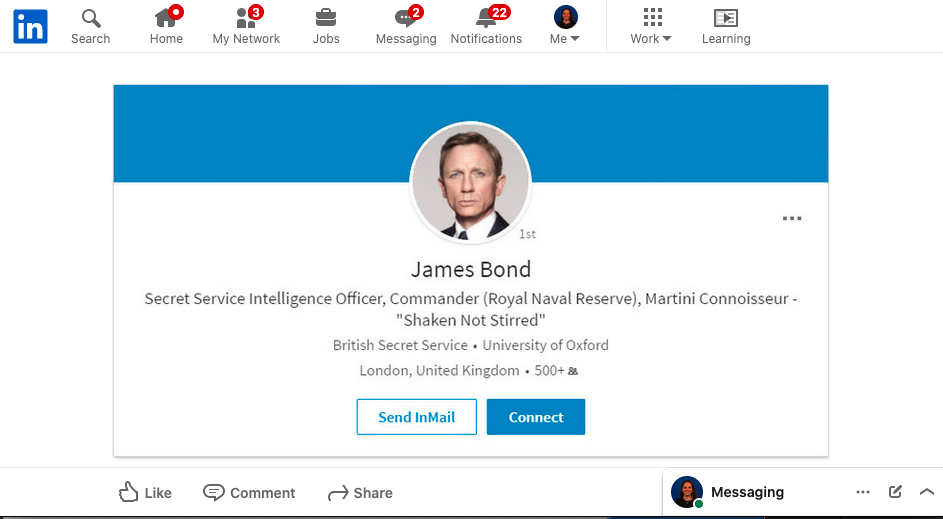 in
3
2
22
Search
Home
My Network
Jobs
Messaging
Notifications
Me
Work
Learning
1st
James Bond
Secret Service Intelligence Officer, Commander (Royal Naval Reserve), Martini Connoisseur -
"Shaken Not Stirred"
British Secret Service • University of Oxford
London, United Kingdom • 500+
Send InMail
Connect
Like
Comment
Share
Messaging